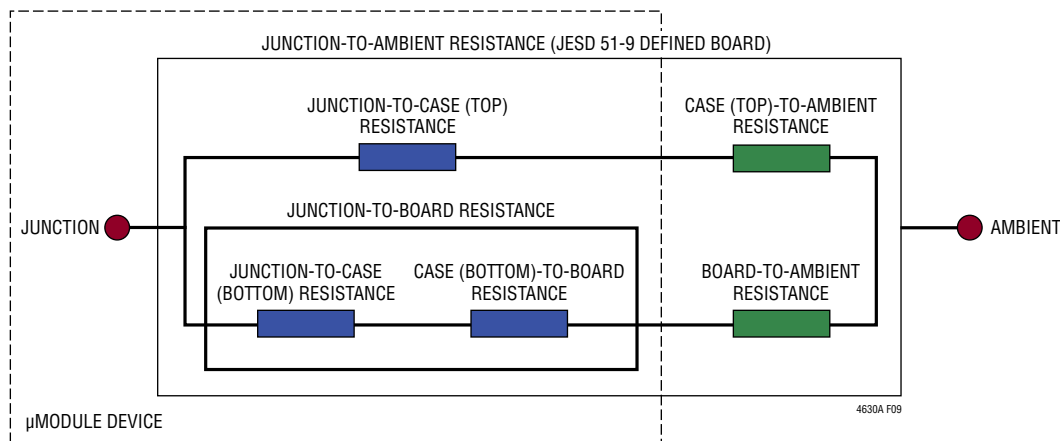 JUNCTION-TO-AMBIENT RESISTANCE (JESD 51-9 DEFINED BOARD)
JUNCTION-TO-CASE (TOP)
RESISTANCE
CASE (TOP)-TO-AMBIENT
RESISTANCE
JUNCTION-TO-BOARD RESISTANCE
JUNCTION
AMBIENT
JUNCTION-TO-CASE
(BOTTOM) RESISTANCE
CASE (BOTTOM)-TO-BOARD
RESISTANCE
BOARD-TO-AMBIENT
RESISTANCE
4630A F09
µMODULE DEVICE